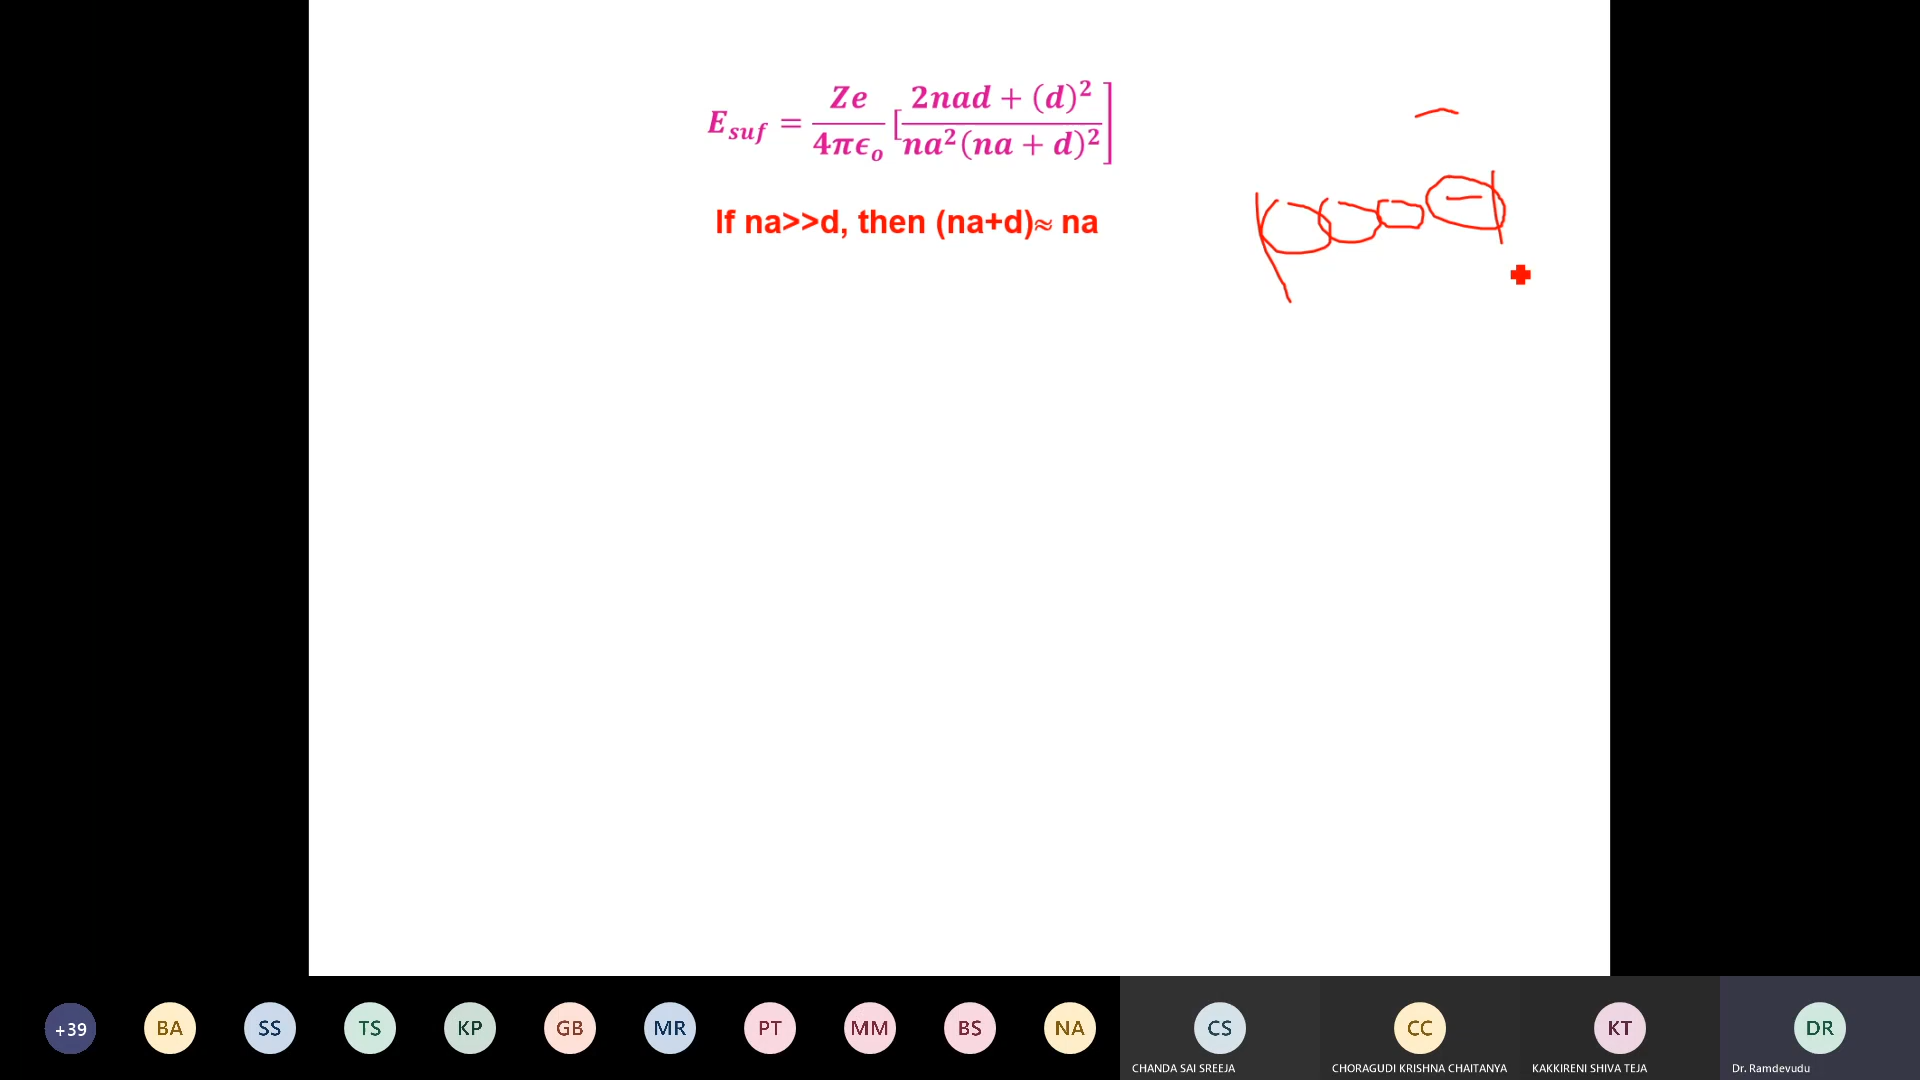 E_suf = Ze/4πϵ_o [2nad + (d)^2 / na^2(na + d)^2]
If na>>d, then (na+d)≈ na
+39 BA SS TS KP GB MR PT MM BS NA CS CC KT DR
CHANDA SAI SREEJA CHORAGUDI KRISHNA CHAITANYA KAKKIRENI SHIVA TEJA Dr. Ramdevudu